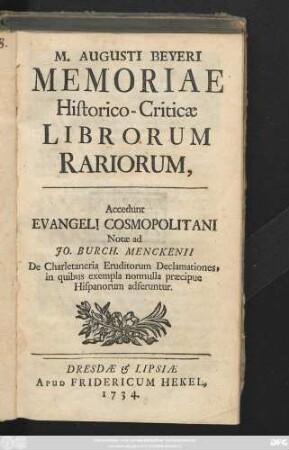 M. AUGUSTI BEYERI
MEMORIAE
Historico-Criticæ
LIBRORUM
RARIORUM,
Accedunt
EVANGELI COSMOPOLITANI
Notæ ad
JO. BURCH. MENCKENII
De Charletaneria Eruditorum Declamationes,
in quibus exempla nonnulla præcipue
Hispanorum adferuntur.
DRESDÆ & LIPSIÆ
APUD FRIDERICUM HEKEL,
1734.